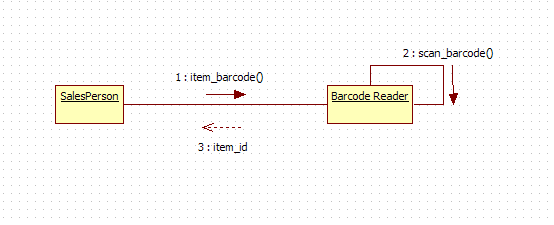 2 : scan_barcode()
1 : item_barcode()
SalesPerson
Barcode Reader
3 : item_id